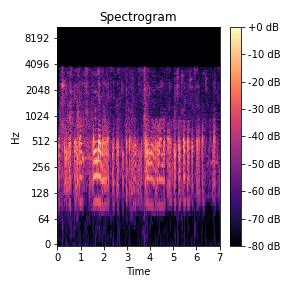 Spectrogram
+0 dB
8192
-10 dB
4096
-20 dB
2048
-30 dB
1024
Hz
512
-40 dB
256
-50 dB
128
-60 dB
64
-70 dB
0
-80 dB
0 1 2 3 4 5 6 7
Time